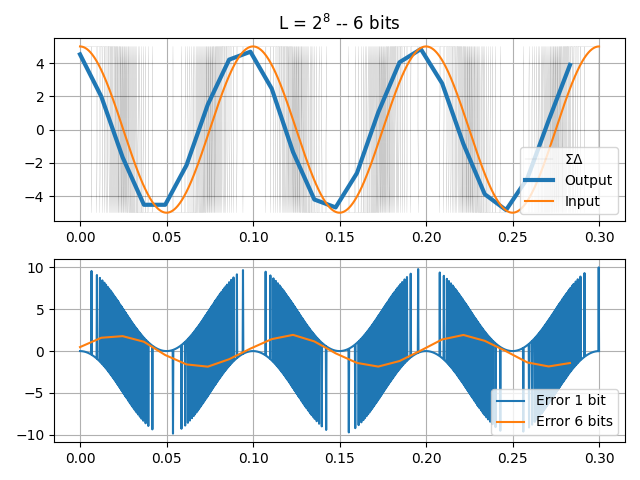 L = 2^8 -- 6 bits
4
2
0
−2
−4
ΣΔ
Output
Input
0.00 0.05 0.10 0.15 0.20 0.25 0.30
10
5
0
−5
−10
Error 1 bit
Error 6 bits
0.00 0.05 0.10 0.15 0.20 0.25 0.30